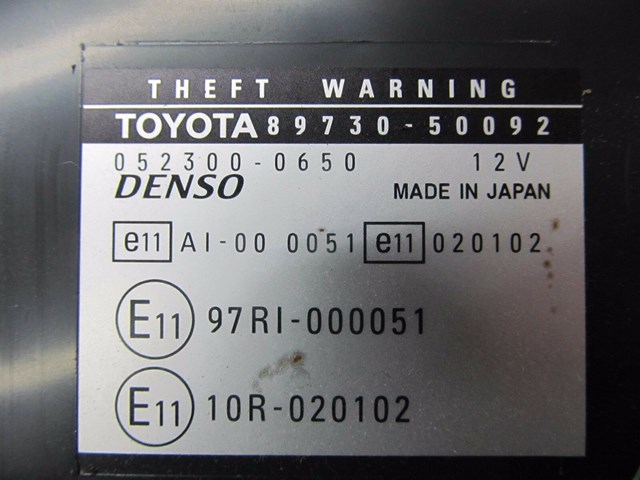 THEFT WARNING
TOYOTA 89730-50092
052300-0650 12V
DENSO MADE IN JAPAN
e11 AI-00 0051 e11 020102
E11 97RI-000051
E11 10R-020102